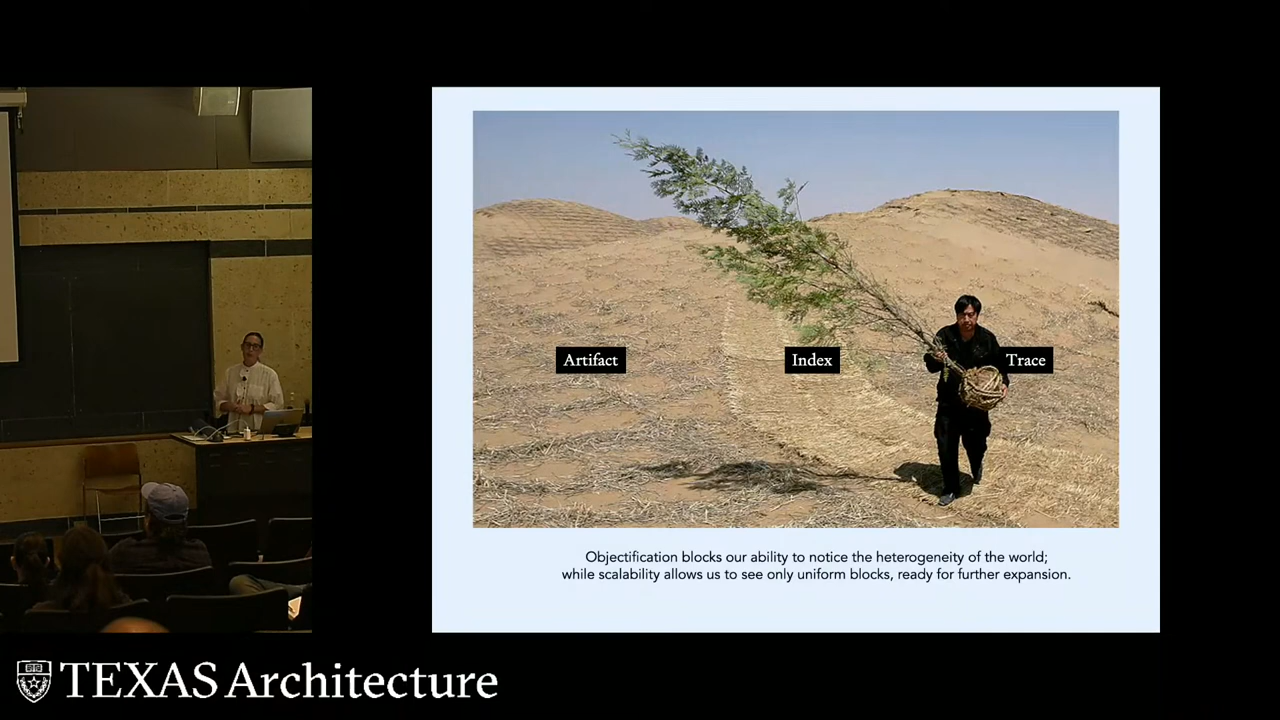 Artifact
Index
Trace
Objectification blocks our ability to notice the heterogeneity of the world;
while scalability allows us to see only uniform blocks, ready for further expansion.
TEXAS Architecture